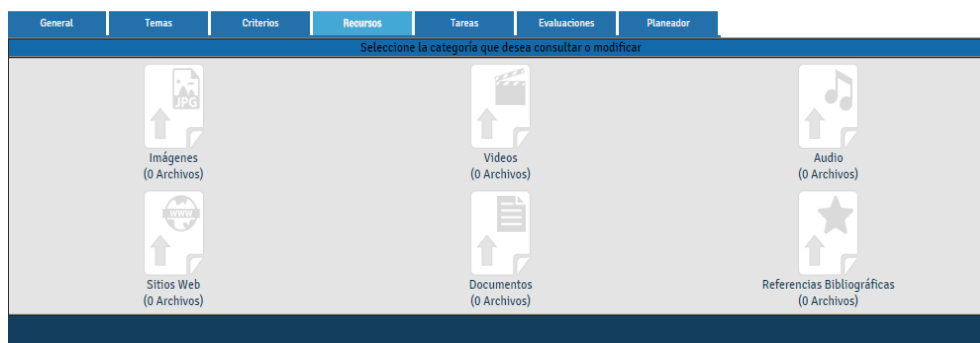 General Temas Criterios Recursos Tareas Evaluaciones Planeador
Seleccione la categoría que desea consultar o modificar
JPG
Imágenes Videos Audio
(0 Archivos) (0 Archivos) (0 Archivos)
WWW
Sitios Web Documentos Referencias Bibliográficas
(0 Archivos) (0 Archivos) (0 Archivos)